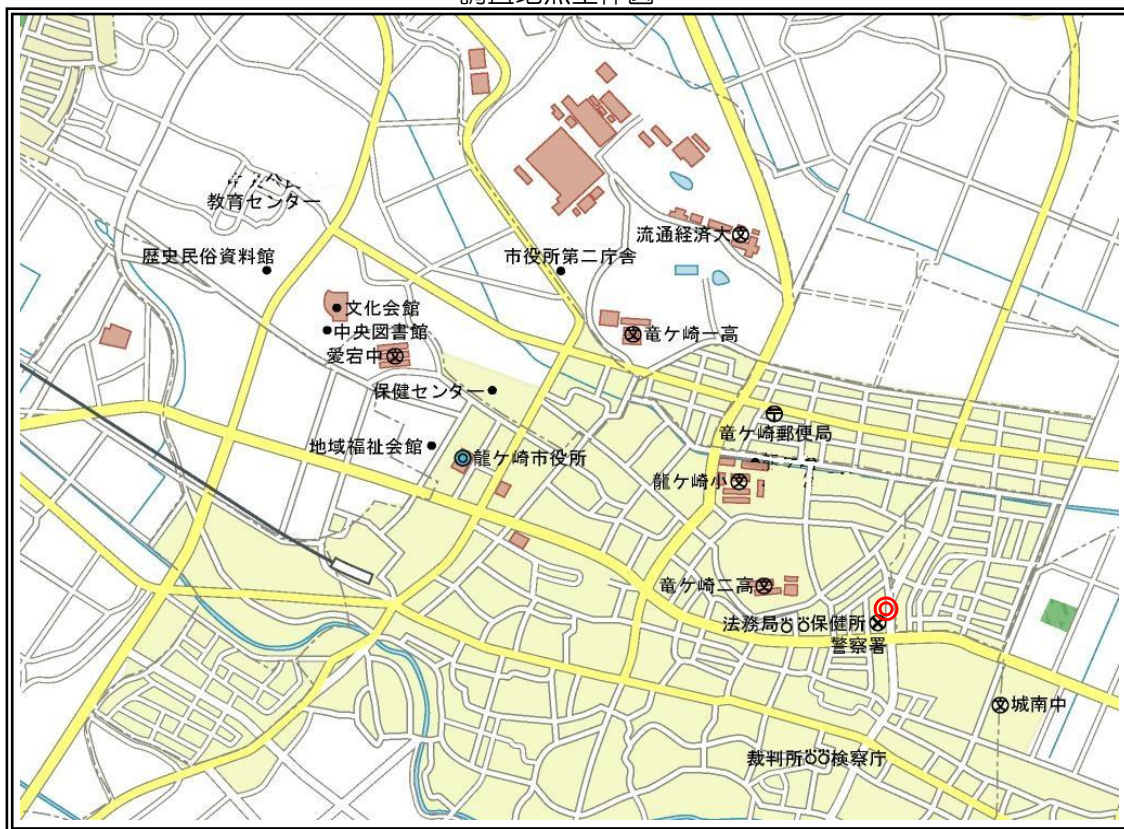 教育センター
歴史民俗資料館
流通経済大
市役所第二庁舎
文化会館
中央図書館
竜ケ崎一高
愛宕中
保健センター
竜ケ崎郵便局
地域福祉会館
龍ケ崎市役所
龍ケ崎小
竜ケ崎二高
法務局
保健所
警察署
城南中
裁判所
検察庁